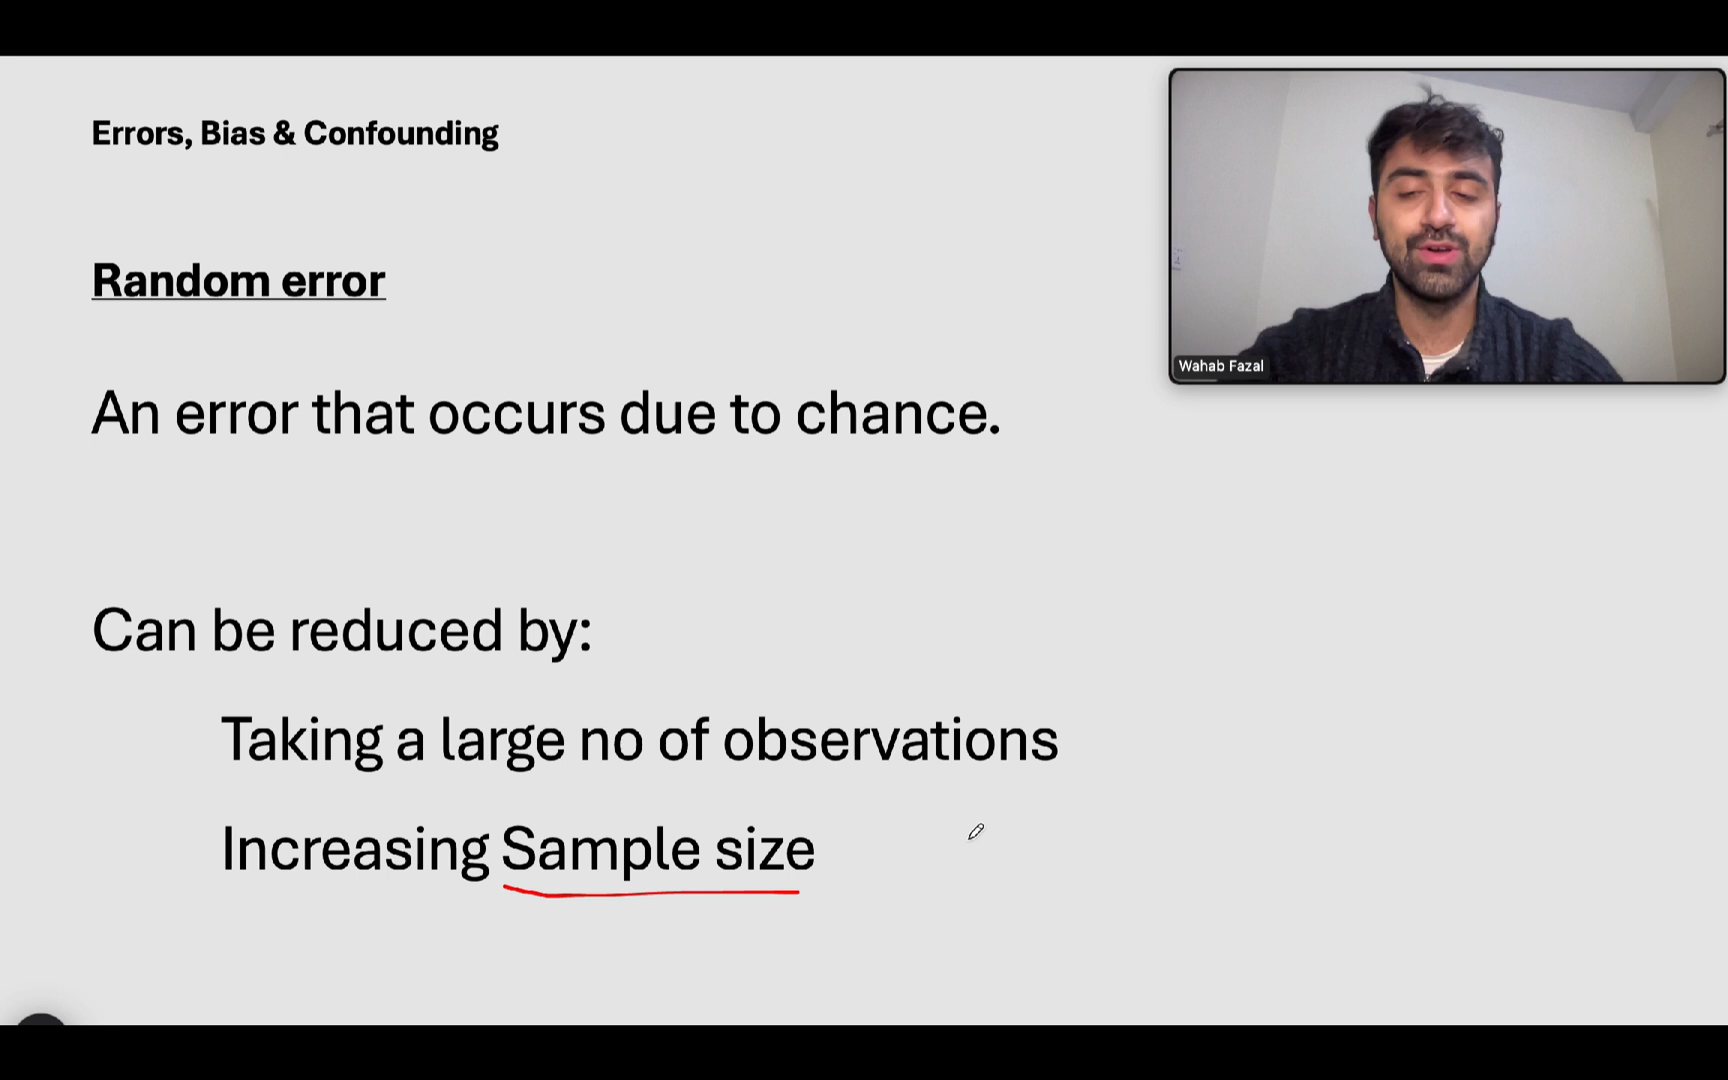 Errors, Bias & Confounding
Random error
An error that occurs due to chance.
Can be reduced by:
Taking a large no of observations
Increasing Sample size
Wahab Fazal